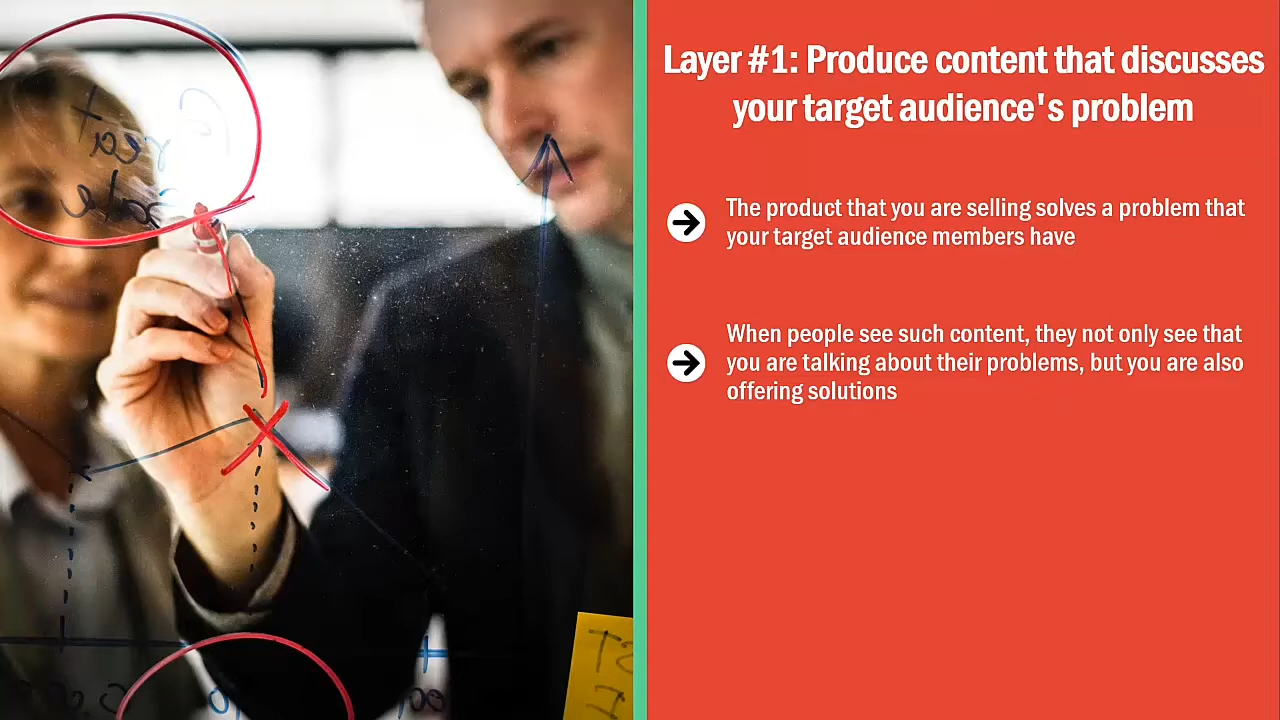 Layer #1: Produce content that discusses
your target audience's problem
The product that you are selling solves a problem that
your target audience members have
When people see such content, they not only see that
you are talking about their problems, but you are also
offering solutions
Great